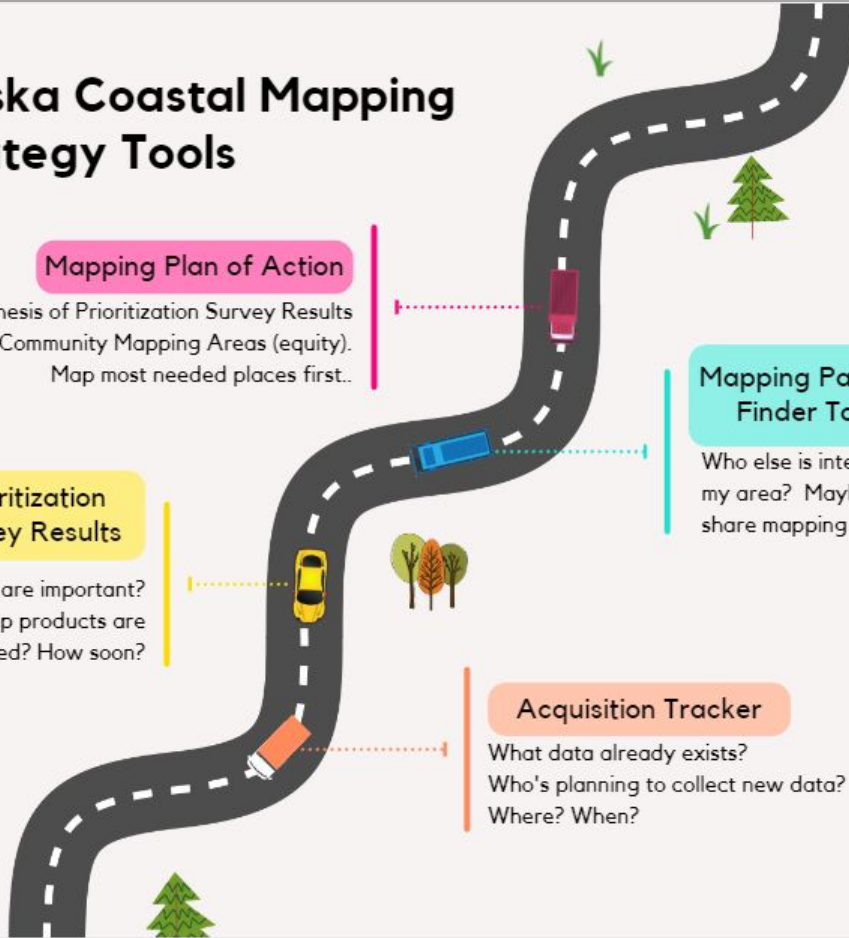 ska Coastal Mapping
tegy Tools
Mapping Plan of Action
nesis of Prioritization Survey Results
Community Mapping Areas (equity).
Map most needed places first..
Mapping Pa
Finder To
Who else is inte
my area? Mayb
share mapping
ritization
ey Results
are important?
p products are
ed? How soon?
Acquisition Tracker
What data already exists?
Who's planning to collect new data?
Where? When?